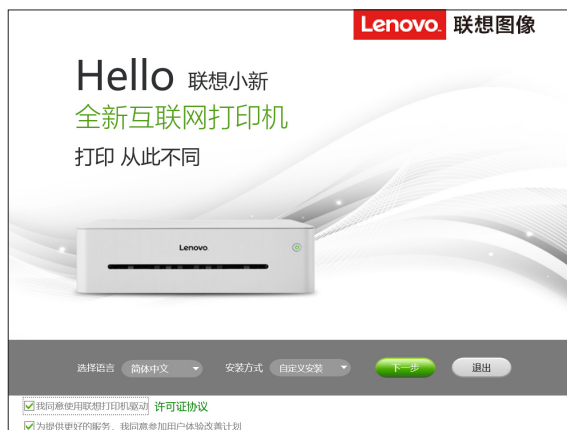 Lenovo 联想图像
Hello 联想小新
全新互联网打印机
打印 从此不同
Lenovo
选择语言 简体中文 安装方式 自定义安装 下一步 退出
我同意使用联想打印机驱动 许可证协议
为提供更好的服务，我同意参加用户体验改善计划